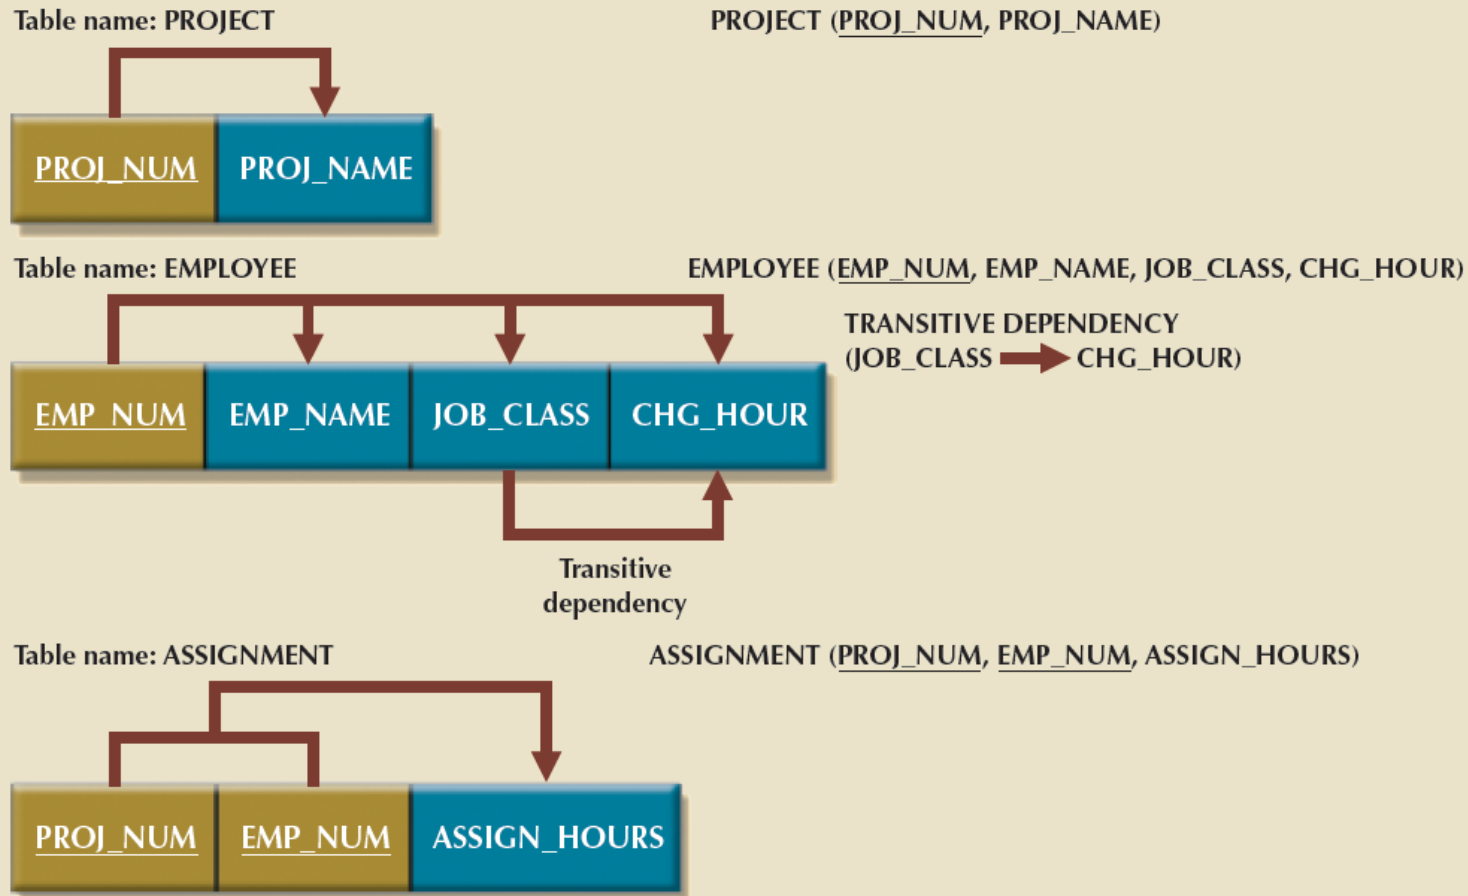 Table name: PROJECT
PROJECT (PROJ_NUM, PROJ_NAME)
PROJ_NUM
PROJ_NAME
Table name: EMPLOYEE
EMPLOYEE (EMP_NUM, EMP_NAME, JOB_CLASS, CHG_HOUR)
TRANSITIVE DEPENDENCY
(JOB_CLASS CHG_HOUR)
EMP_NUM
EMP_NAME
JOB_CLASS
CHG_HOUR
Transitive
dependency
Table name: ASSIGNMENT
ASSIGNMENT (PROJ_NUM, EMP_NUM, ASSIGN_HOURS)
PROJ_NUM
EMP_NUM
ASSIGN_HOURS